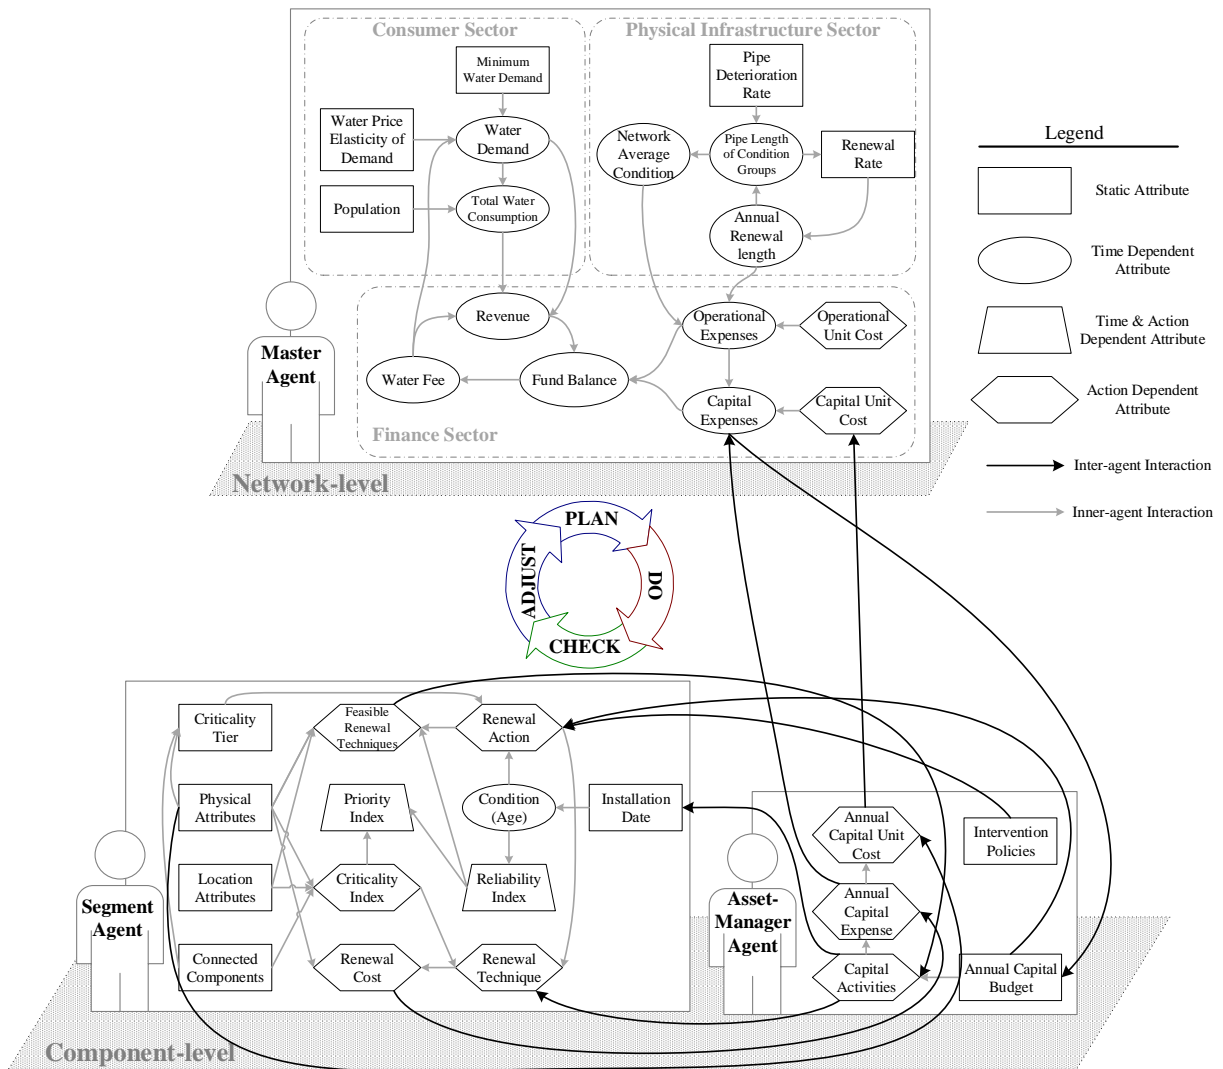 Consumer Sector
Physical Infrastructure Sector
Minimum
Water Demand
Pipe
Deterioration
Rate
Water Price
Elasticity of
Demand
Water
Demand
Network
Average
Condition
Pipe Length
of Condition
Groups
Renewal
Rate
Population
Total Water
Consumption
Annual
Renewal
length
Revenue
Operational
Expenses
Operational
Unit Cost
Water Fee
Fund Balance
Capital
Expenses
Capital Unit
Cost
Finance Sector
Master
Agent
Network-level
Legend
Static Attribute
Time Dependent
Attribute
Time & Action
Dependent Attribute
Action Dependent
Attribute
Inter-agent Interaction
Inner-agent Interaction
PLAN
DO
CHECK
ADJUST
Criticality
Tier
Feasible
Renewal
Techniques
Renewal
Action
Physical
Attributes
Priority
Index
Condition
(Age)
Installation
Date
Location
Attributes
Criticality
Index
Reliability
Index
Connected
Components
Renewal
Cost
Renewal
Technique
Segment
Agent
Annual
Capital Unit
Cost
Intervention
Policies
Annual
Capital
Expense
Capital
Activities
Annual Capital
Budget
Asset-
Manager
Agent
Component-level